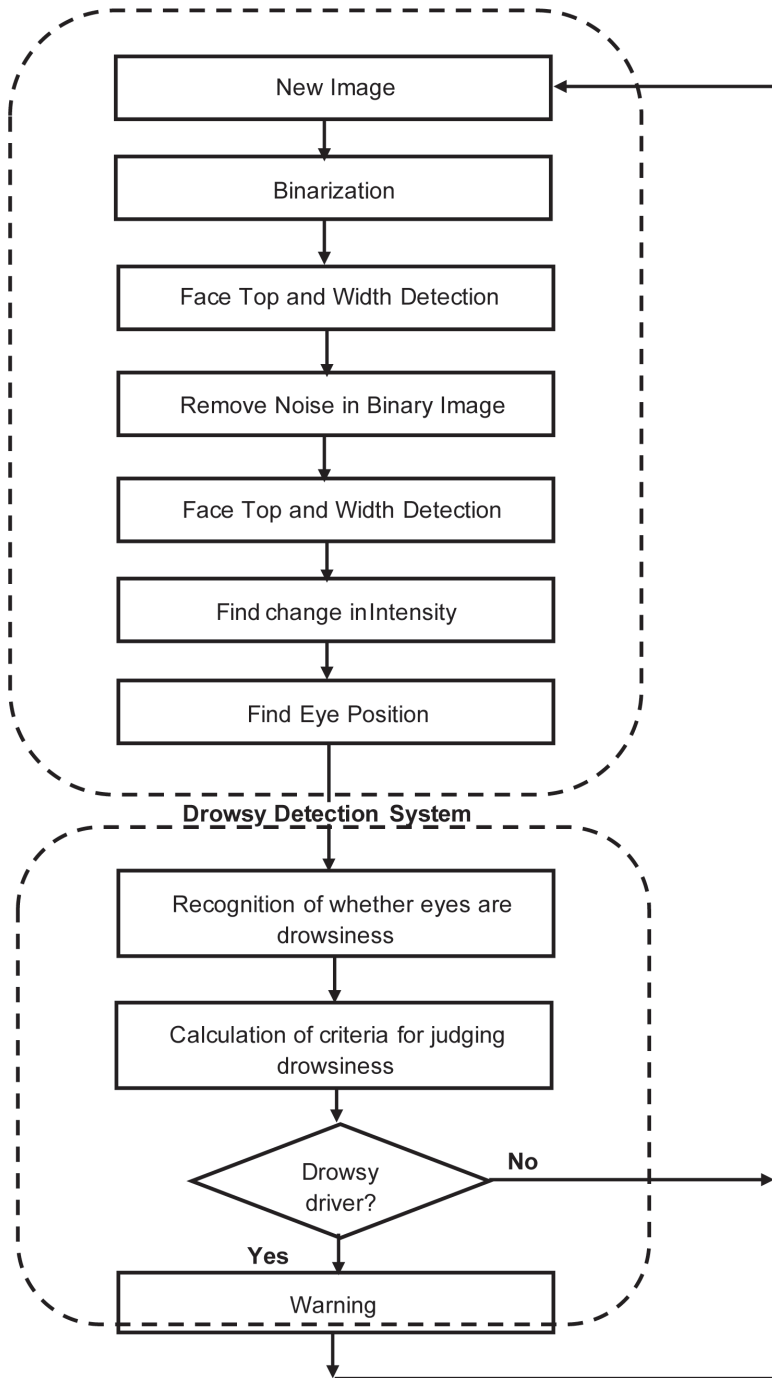 New Image
Binarization
Face Top and Width Detection
Remove Noise in Binary Image
Face Top and Width Detection
Find change inIntensity
Find Eye Position
Drowsy Detection System
Recognition of whether eyes are
drowsiness
Calculation of criteria for judging
drowsiness
Drowsy
driver?
No
Yes
Warning